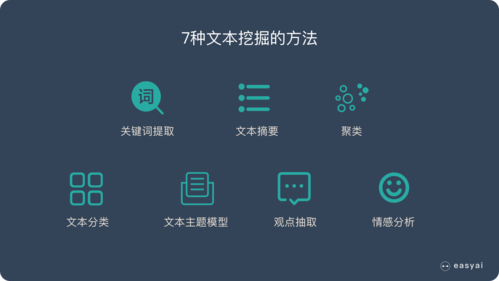 7种文本挖掘的方法
词
关键词提取
文本摘要
聚类
文本分类
文本主题模型
观点抽取
情感分析
easyai